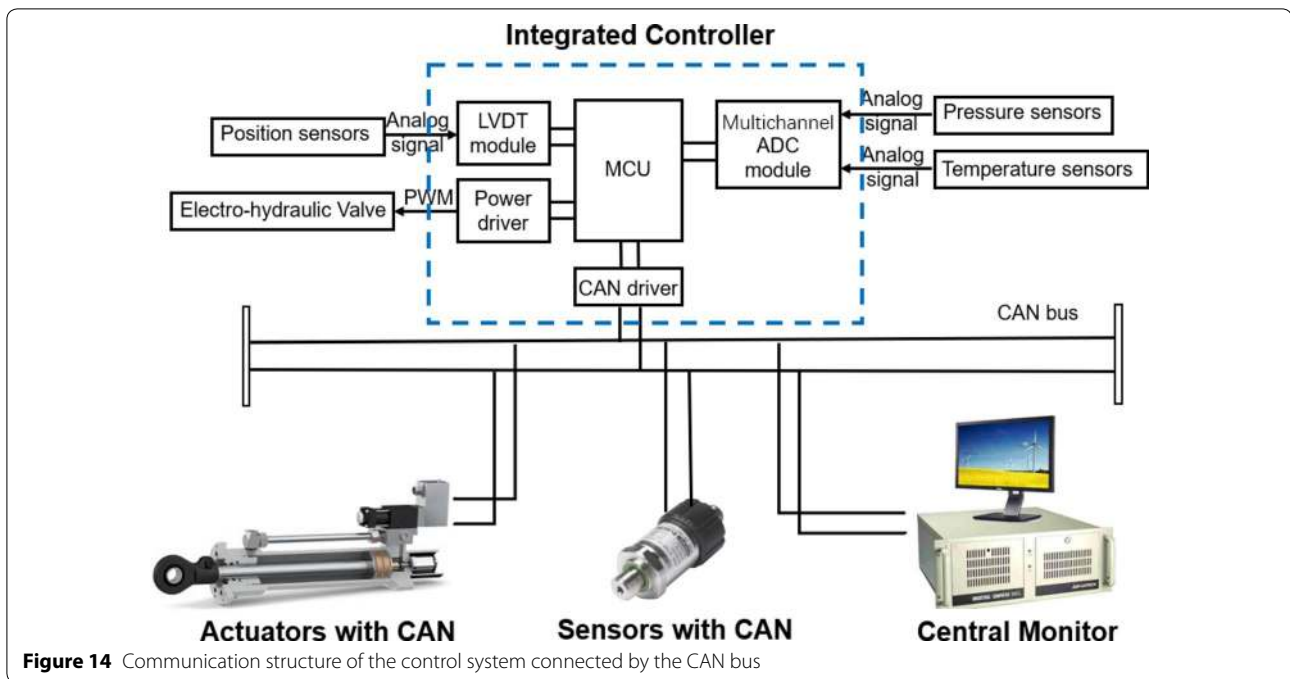 Integrated Controller
Position sensors
Analog
signal
LVDT
module
MCU
Multichannel
ADC
module
Analog
signal
Pressure sensors
Analog
signal
Temperature sensors
Electro-hydraulic Valve
PWM
Power
driver
CAN driver
CAN bus
Actuators with CAN
Sensors with CAN
Central Monitor
Figure 14 Communication structure of the control system connected by the CAN bus